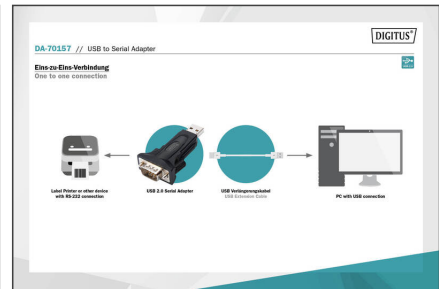 DIGITUS®
DA-70157 // USB to Serial Adapter
Eins-zu-Eins-Verbindung
One to one connection
Label Printer or other device
with RS-232 connection
USB 2.0 Serial Adapter
USB Verlängerungskabel
USB Extension Cable
PC with USB connection